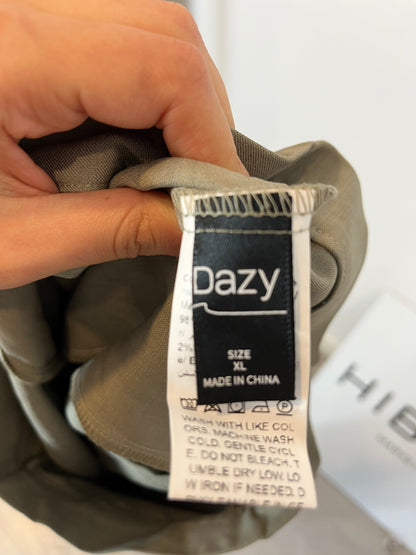 Dazy
SIZE
XL
MADE IN CHINA
WASH WITH LIKE COL
ORS. MACHINE WASH
COLD. GENTLE CYCL
E. DO NOT BLEACH. T
UMBLE DRY LOW. LO
W IRON IF NEEDED. D
HIB